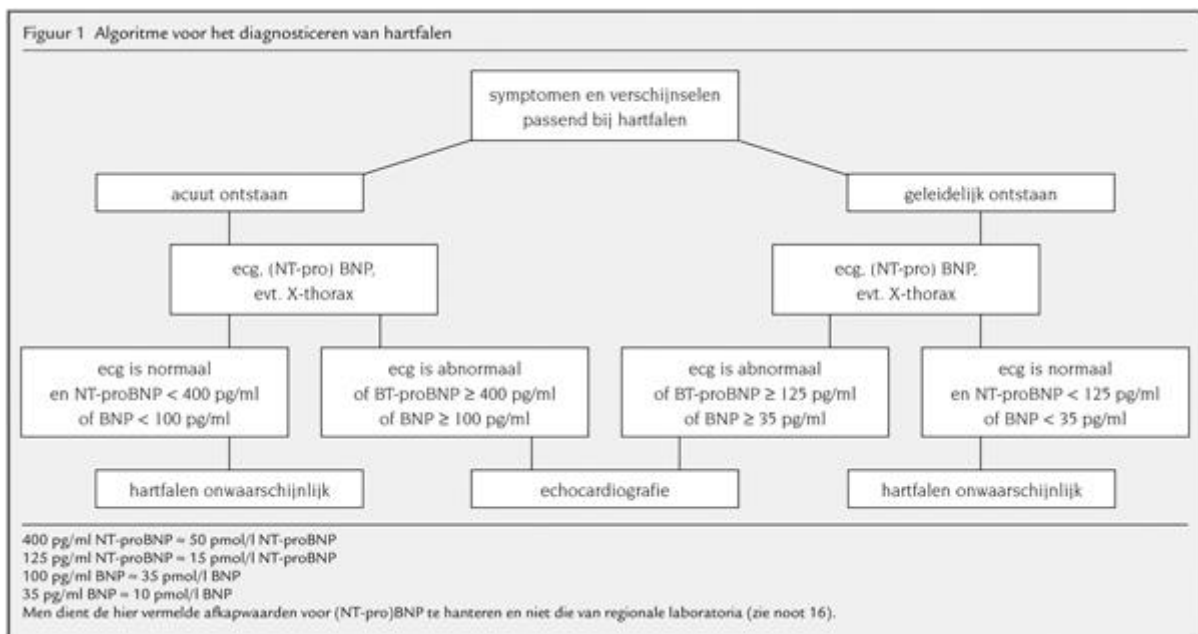 Figuur 1 Algoritme voor het diagnosticeren van hartfalen
symptomen en verschijnselen
passend bij hartfalen
acuut ontstaan
geleidelijk ontstaan
ecg, (NT-pro) BNP,
evt. X-thorax
ecg, (NT-pro) BNP,
evt. X-thorax
ecg is normaal
en NT-proBNP < 400 pg/ml
of BNP < 100 pg/ml
ecg is abnormaal
of BT-proBNP ≥ 400 pg/ml
of BNP ≥ 100 pg/ml
ecg is abnormaal
of BT-proBNP ≥ 125 pg/ml
of BNP ≥ 35 pg/ml
ecg is normaal
en NT-proBNP < 125 pg/ml
of BNP < 35 pg/ml
hartfalen onwaarschijnlijk
echocardiografie
hartfalen onwaarschijnlijk
400 pg/ml NT-proBNP ≈ 50 pmol/l NT-proBNP
125 pg/ml NT-proBNP ≈ 15 pmol/l NT-proBNP
100 pg/ml BNP ≈ 35 pmol/l BNP
35 pg/ml BNP ≈ 10 pmol/l BNP
Men dient de hier vermelde afkapwaarden voor (NT-pro)BNP te hanteren en niet die van regionale laboratoria (zie noot 16).